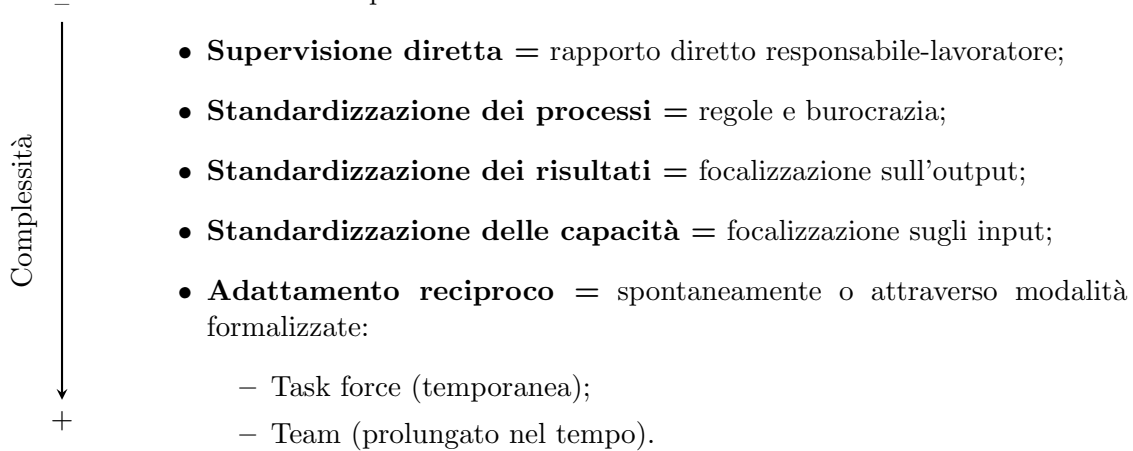 −
• Supervisione diretta = rapporto diretto responsabile-lavoratore;
• Standardizzazione dei processi = regole e burocrazia;
• Standardizzazione dei risultati = focalizzazione sull'output;
• Standardizzazione delle capacità = focalizzazione sugli input;
• Adattamento reciproco = spontaneamente o attraverso modalità
formalizzate:
– Task force (temporanea);
– Team (prolungato nel tempo).
Complessità
+